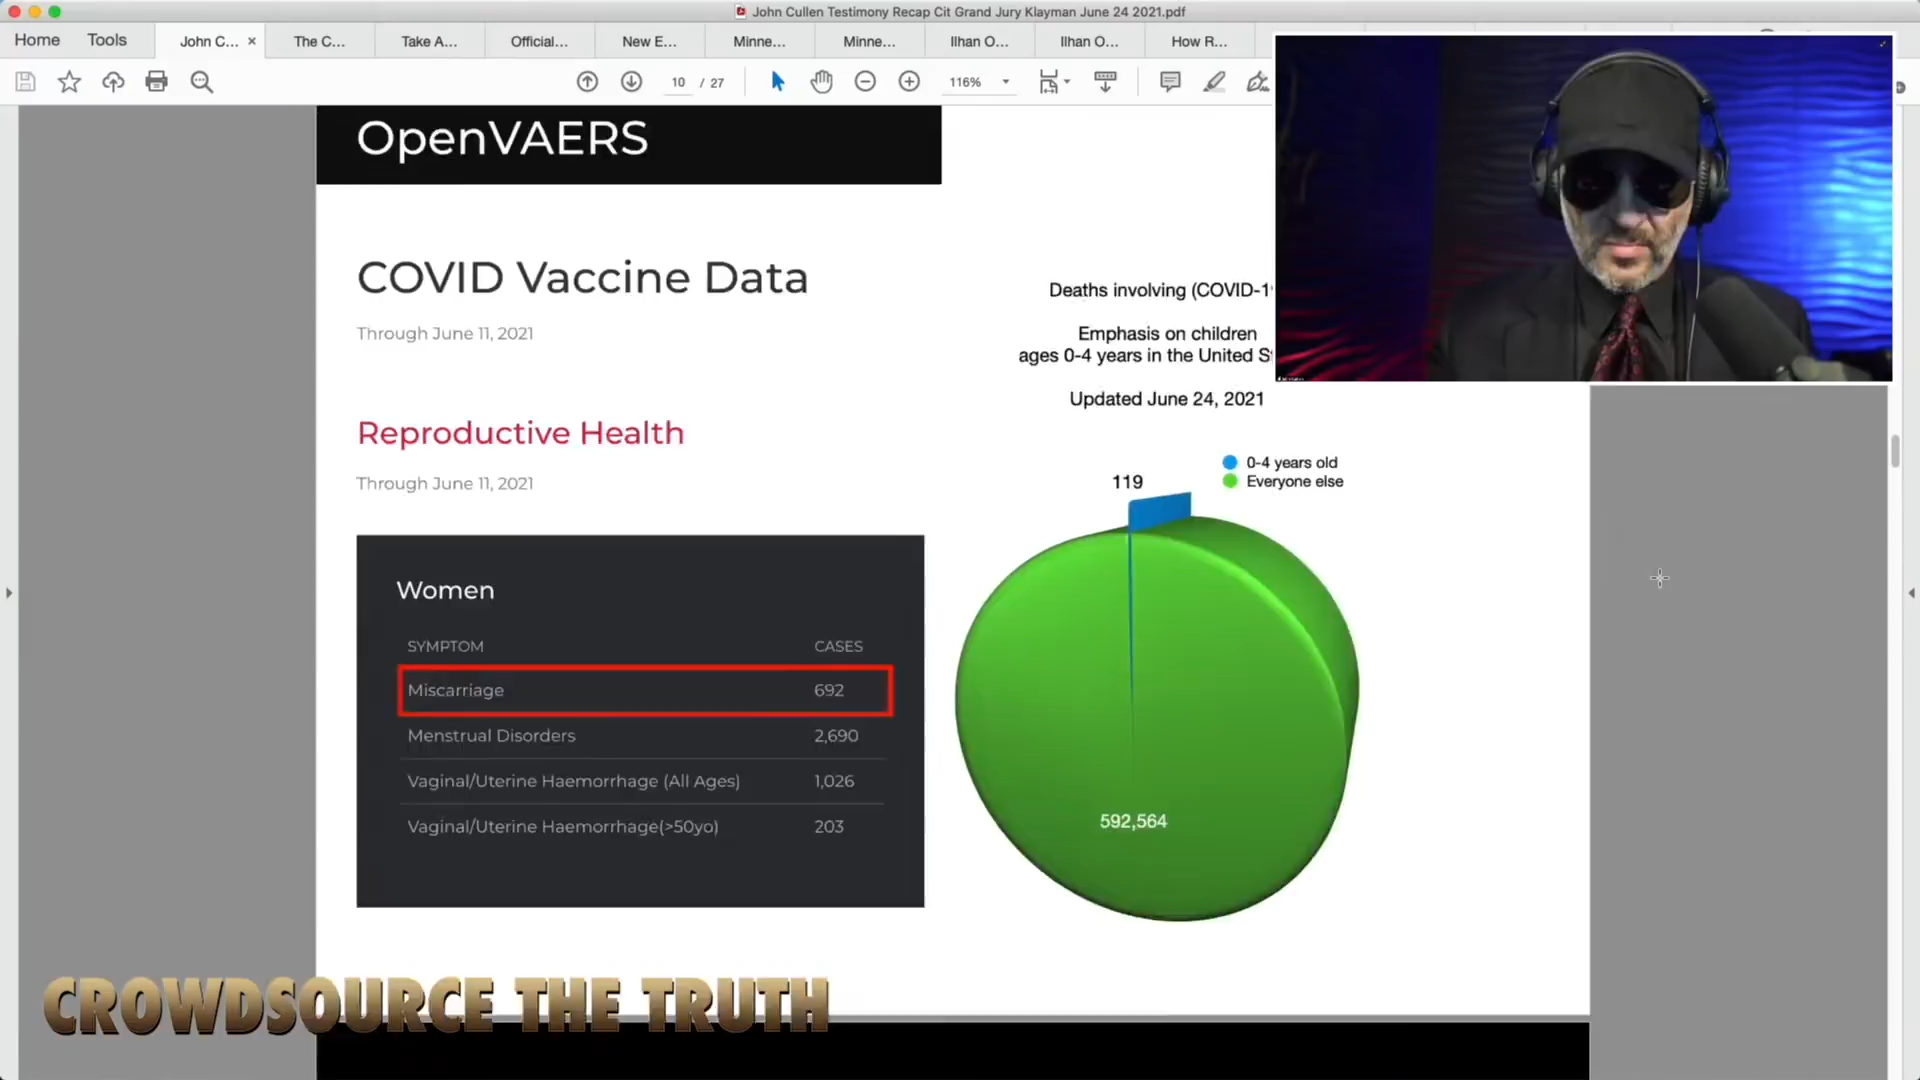 John Cullen Testimony Recap Cit Grand Jury Klayman June 24 2021.pdf
Home Tools John C... × The C... Take A... Official... New E... Minne... Minne... Ilhan O... Ilhan O... How R...
10 / 27 116%
OpenVAERS
COVID Vaccine Data
Through June 11, 2021
Reproductive Health
Through June 11, 2021
Women
SYMPTOM CASES
Miscarriage 692
Menstrual Disorders 2,690
Vaginal/Uterine Haemorrhage (All Ages) 1,026
Vaginal/Uterine Haemorrhage(>50yo) 203
Deaths involving (COVID-1
Emphasis on children
ages 0-4 years in the United S
Updated June 24, 2021
0-4 years old
Everyone else
119
592,564
CROWDSOURCE THE TRUTH